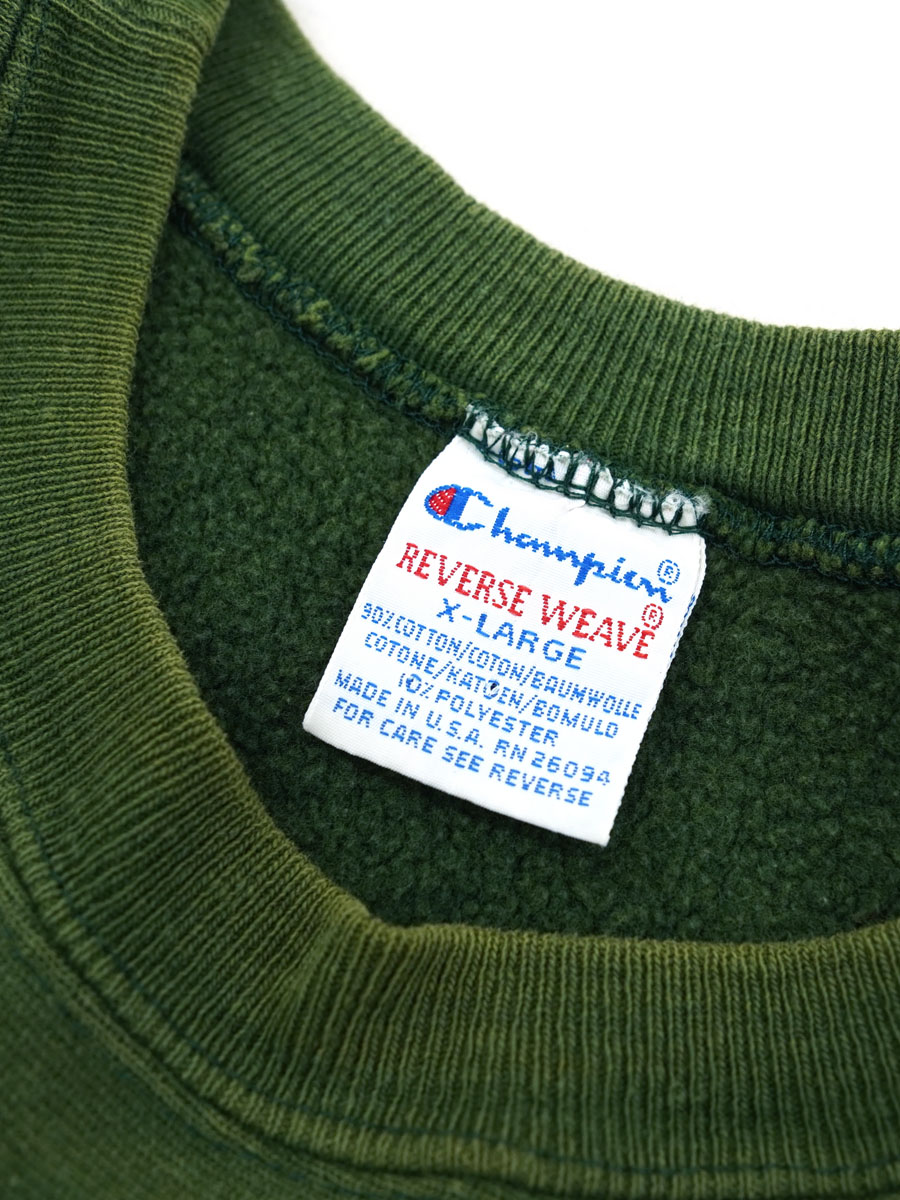 Champion®
REVERSE WEAVE®
X-LARGE
90%COTTON/COTON/BAUMWOLLE
COTONE/KATOEN/BOMULD
10% POLYESTER
MADE IN U.S.A. RN 26094
FOR CARE SEE REVERSE